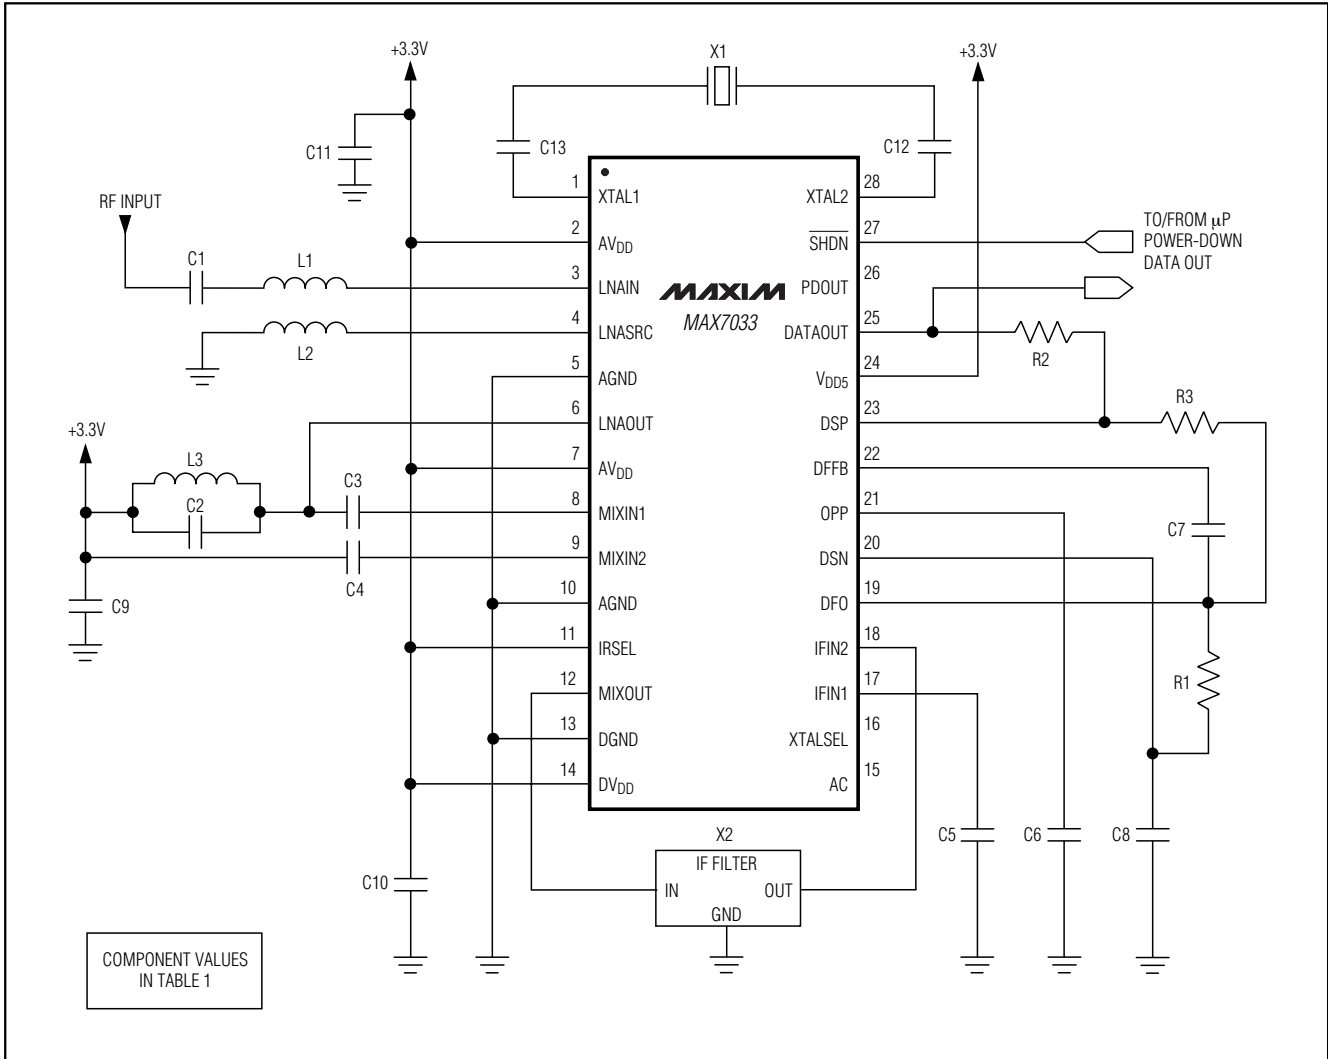 +3.3V
X1
+3.3V
C11
C13
C12
1
XTAL1
XTAL2
28
RF INPUT
2
AVDD
SHDN
27
TO/FROM µP
POWER-DOWN
DATA OUT
C1
L1
3
LNAIN
MAXIM
MAX7033
PDOUT
26
4
LNASRC
DATAOUT
25
L2
R2
5
AGND
VDD5
24
6
LNAOUT
DSP
23
R3
+3.3V
7
AVDD
DFFB
22
L3
C2
C3
8
MIXIN1
OPP
21
C7
9
MIXIN2
DSN
20
C4
C9
10
AGND
DFO
19
11
IRSEL
IFIN2
18
12
MIXOUT
IFIN1
17
R1
13
DGND
XTALSEL
16
14
DVDD
AC
15
X2
C5
C6
C8
IF FILTER
IN
OUT
GND
C10
COMPONENT VALUES
IN TABLE 1